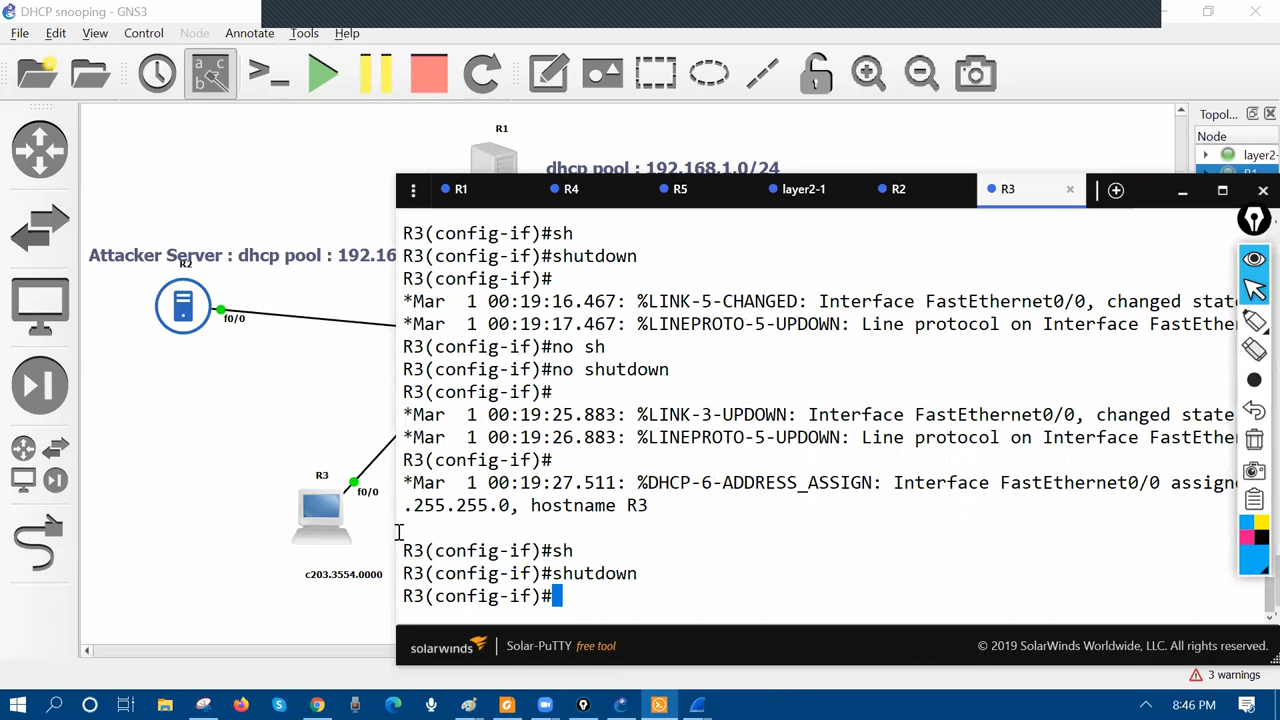 DHCP snooping - GNS3
File Edit View Control Node Annotate Tools Help
a c
Topol...
Node
layer2
R1
dhcp pool : 192.168.1.0/24
Attacker Server : dhcp pool : 192.16
R2
f0/0
R3
f0/0
c203.3554.0000
R1 R4 R5 layer2-1 R2 R3
R3(config-if)#sh
R3(config-if)#shutdown
R3(config-if)#
*Mar 1 00:19:16.467: %LINK-5-CHANGED: Interface FastEthernet0/0, changed stat
*Mar 1 00:19:17.467: %LINEPROTO-5-UPDOWN: Line protocol on Interface FastEther
R3(config-if)#no sh
R3(config-if)#no shutdown
R3(config-if)#
*Mar 1 00:19:25.883: %LINK-3-UPDOWN: Interface FastEthernet0/0, changed state
*Mar 1 00:19:26.883: %LINEPROTO-5-UPDOWN: Line protocol on Interface FastEther
R3(config-if)#
*Mar 1 00:19:27.511: %DHCP-6-ADDRESS_ASSIGN: Interface FastEthernet0/0 assigne
.255.255.0, hostname R3
R3(config-if)#sh
R3(config-if)#shutdown
R3(config-if)#
solarwinds Solar-PuTTY free tool © 2019 SolarWinds Worldwide, LLC. All rights reserved.
3 warnings
8:46 PM